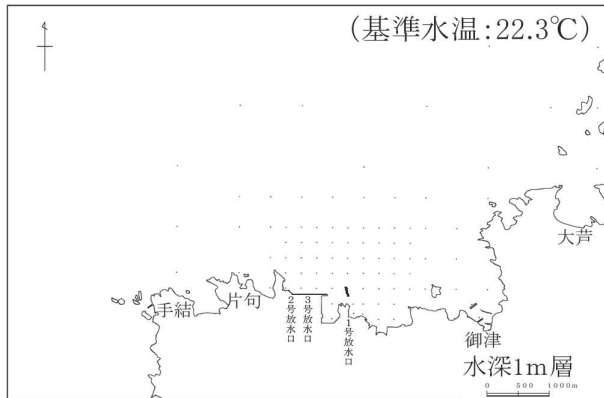 (基準水温:22.3℃)
大芦
手結
片句
2号放水口
3号放水口
1号放水口
御津
水深1m層
0 500 1000m